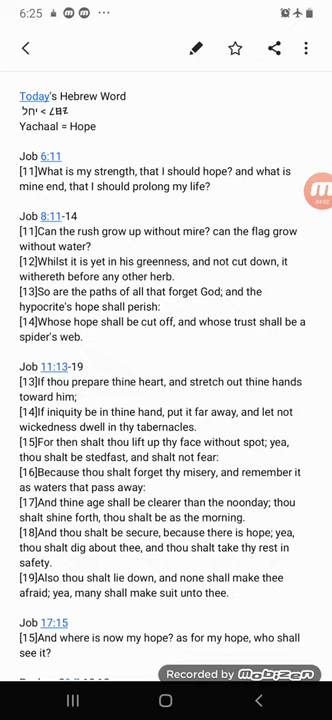 6:25
Today's Hebrew Word
יחל >
Yachaal = Hope
Job 6:11
[11]What is my strength, that I should hope? and what is
mine end, that I should prolong my life?
Job 8:11-14
[11]Can the rush grow up without mire? can the flag grow
without water?
[12]Whilst it is yet in his greenness, and not cut down, it
withereth before any other herb.
[13]So are the paths of all that forget God; and the
hypocrite's hope shall perish:
[14]Whose hope shall be cut off, and whose trust shall be a
spider's web.
Job 11:13-19
[13]If thou prepare thine heart, and stretch out thine hands
toward him;
[14]If iniquity be in thine hand, put it far away, and let not
wickedness dwell in thy tabernacles.
[15]For then shalt thou lift up thy face without spot; yea,
thou shalt be stedfast, and shalt not fear:
[16]Because thou shalt forget thy misery, and remember it
as waters that pass away:
[17]And thine age shall be clearer than the noonday; thou
shalt shine forth, thou shalt be as the morning.
[18]And thou shalt be secure, because there is hope; yea,
thou shalt dig about thee, and thou shalt take thy rest in
safety.
[19]Also thou shalt lie down, and none shall make thee
afraid; yea, many shall make suit unto thee.
Job 17:15
[15]And where is now my hope? as for my hope, who shall
see it?
Recorded by Mobizen